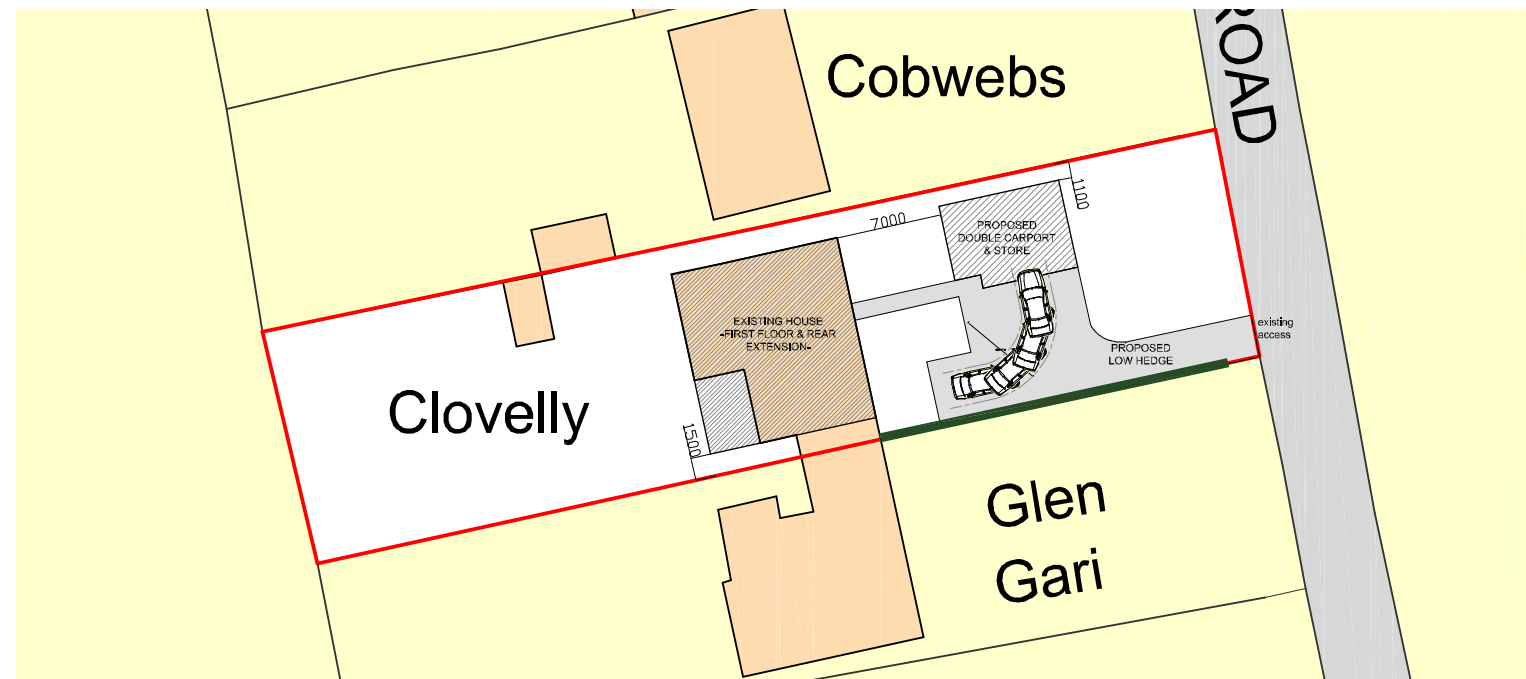 ROAD
Cobwebs
1100
7000
PROPOSED
DOUBLE CARPORT
& STORE
EXISTING HOUSE
-FIRST FLOOR & REAR
EXTENSION-
existing
access
PROPOSED
LOW HEDGE
Clovelly
1500
Glen
Gari